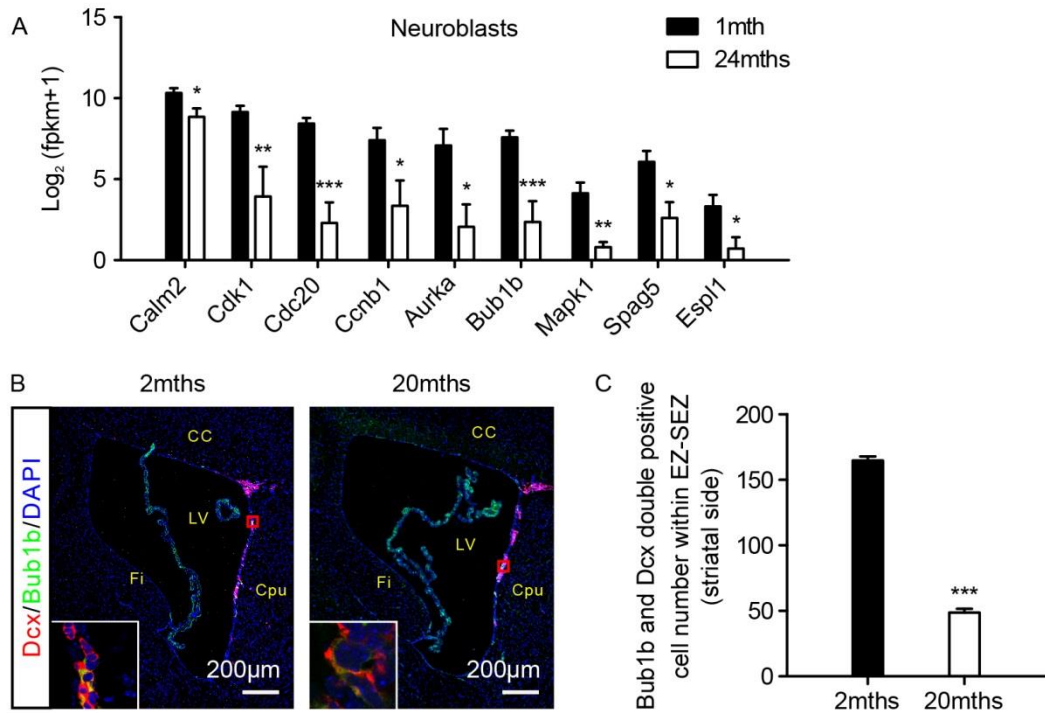 A
Neuroblasts
1mth
24mths
Log₂ (fpkm+1)
15
10
5
0
*
**
***
*
*
***
**
*
*
Calm2
Cdk1
Cdc20
Ccnb1
Aurka
Bub1b
Mapk1
Spag5
Espl1
B
2mths
20mths
Dcx/Bub1b/DAPI
CC
LV
Fi
Cpu
200μm
CC
LV
Fi
Cpu
200μm
C
Bub1b and Dcx double positive
cell number within EZ-SEZ
(striatal side)
200
150
100
50
0
***
2mths
20mths